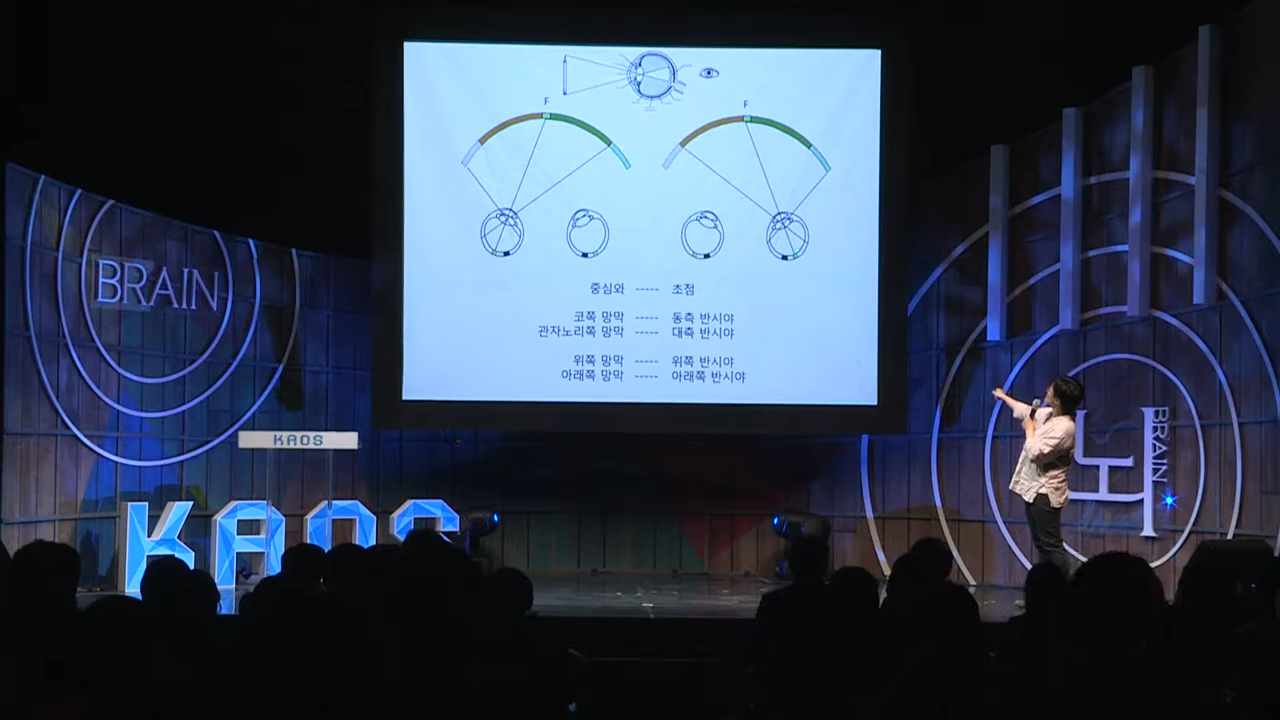 F
F
중심와 ----- 초점
코쪽 망막 ----- 동측 반시야
관자노리쪽 망막 ----- 대측 반시야
위쪽 망막 ----- 위쪽 반시야
아래쪽 망막 ----- 아래쪽 반시야
BRAIN
KAOS
KAOS
뇌
BRAIN